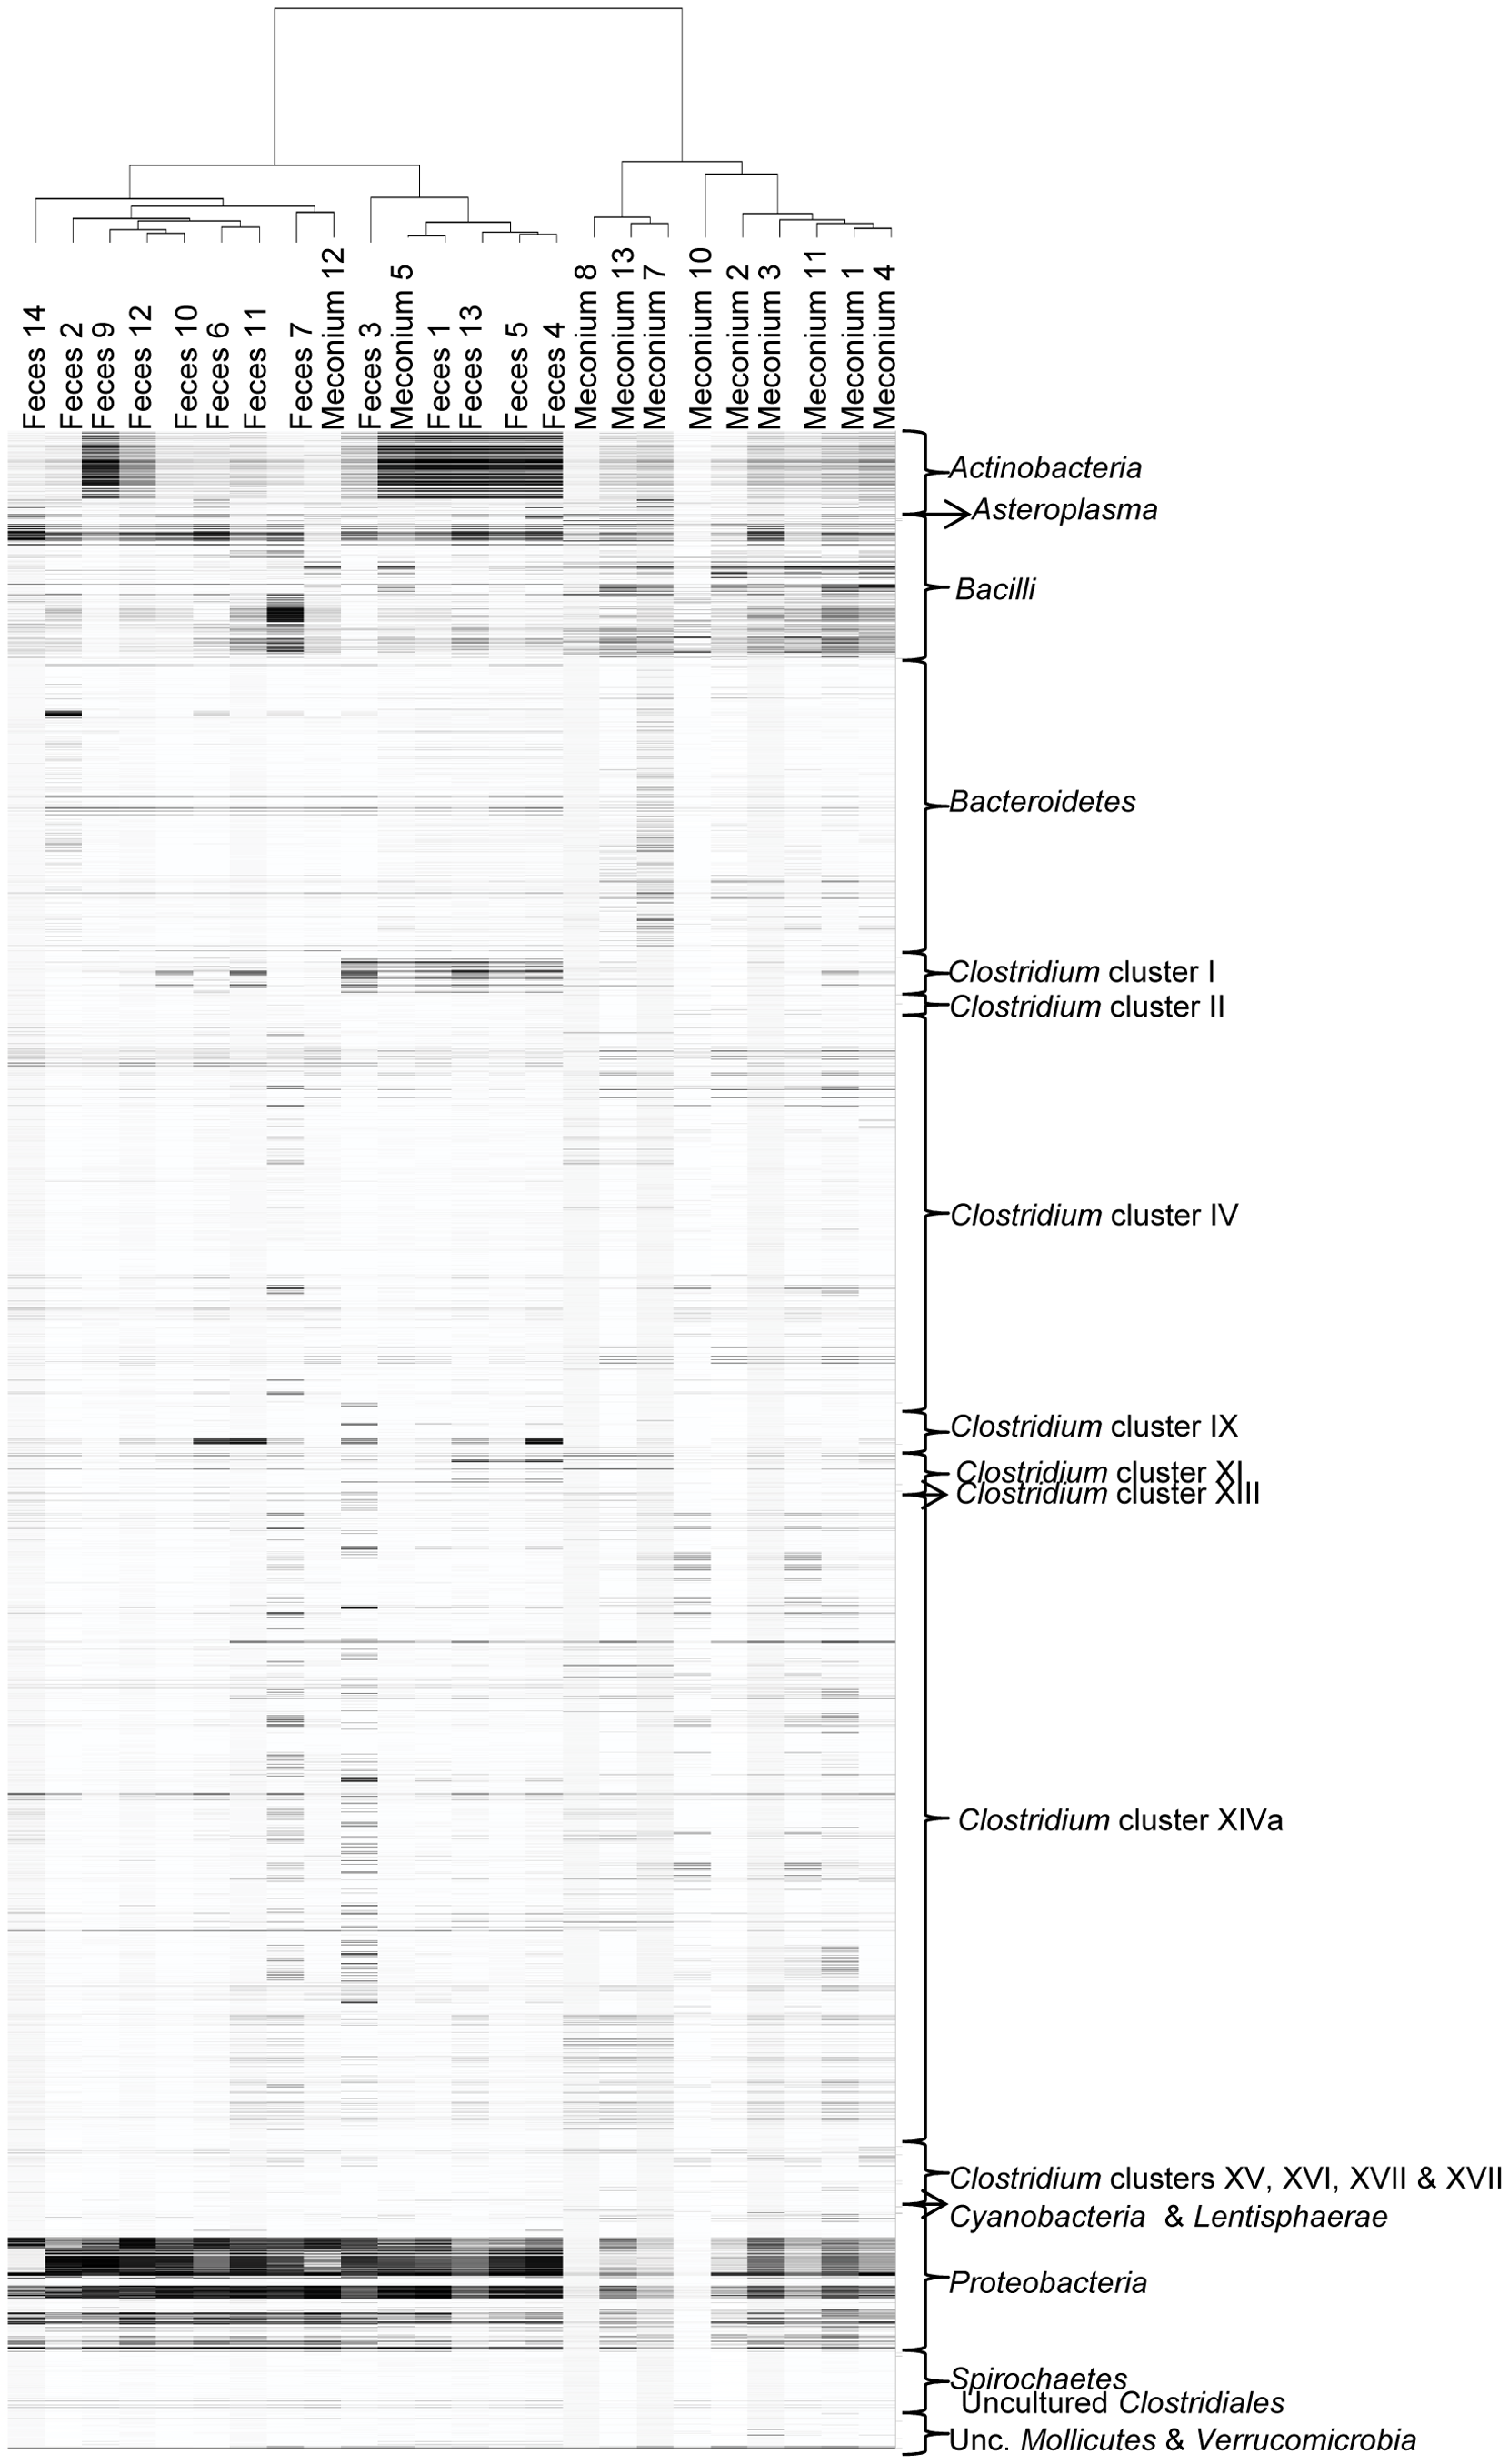 Feces 14
Feces 2
Feces 9
Feces 12
Feces 10
Feces 6
Feces 11
Feces 7
Meconium 12
Feces 3
Meconium 5
Feces 1
Feces 13
Feces 5
Feces 4
Meconium 8
Meconium 13
Meconium 7
Meconium 10
Meconium 2
Meconium 3
Meconium 11
Meconium 1
Meconium 4
Actinobacteria
Asteroplasma
Bacilli
Bacteroidetes
Clostridium cluster I
Clostridium cluster II
Clostridium cluster IV
Clostridium cluster IX
Clostridium cluster XI
Clostridium cluster XIII
Clostridium cluster XIVa
Clostridium clusters XV, XVI, XVII & XVII
Cyanobacteria & Lentisphaerae
Proteobacteria
Spirochaetes
Uncultured Clostridiales
Unc. Mollicutes & Verrucomicrobia